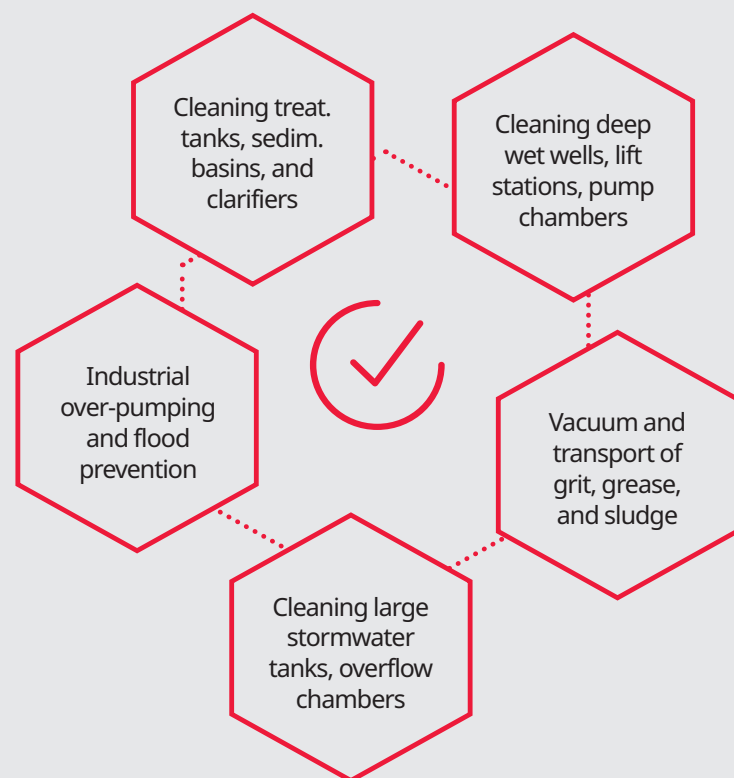 Cleaning treat.
tanks, sedim.
basins, and
clarifiers
Cleaning deep
wet wells, lift
stations, pump
chambers
Industrial
over-pumping
and flood
prevention
Vacuum and
transport of
grit, grease,
and sludge
Cleaning large
stormwater
tanks, overflow
chambers